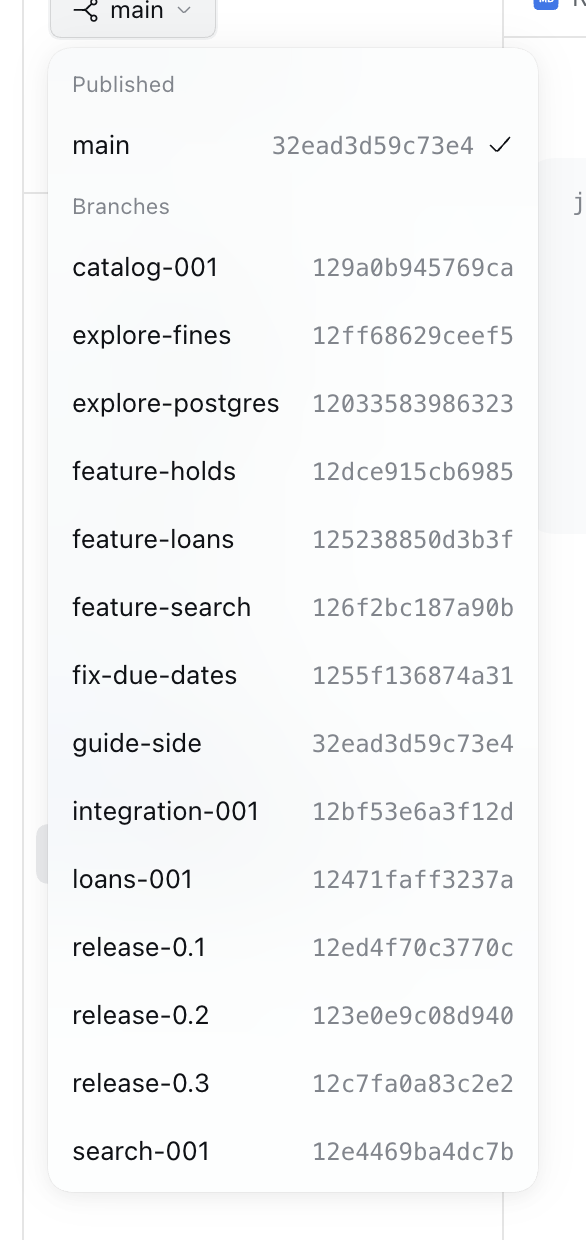 main
Published
main 32ead3d59c73e4
Branches
catalog-001 129a0b945769ca
explore-fines 12ff68629ceef5
explore-postgres 12033583986323
feature-holds 12dce915cb6985
feature-loans 125238850d3b3f
feature-search 126f2bc187a90b
fix-due-dates 1255f136874a31
guide-side 32ead3d59c73e4
integration-001 12bf53e6a3f12d
loans-001 12471faff3237a
release-0.1 12ed4f70c3770c
release-0.2 123e0e9c08d940
release-0.3 12c7fa0a83c2e2
search-001 12e4469ba4dc7b